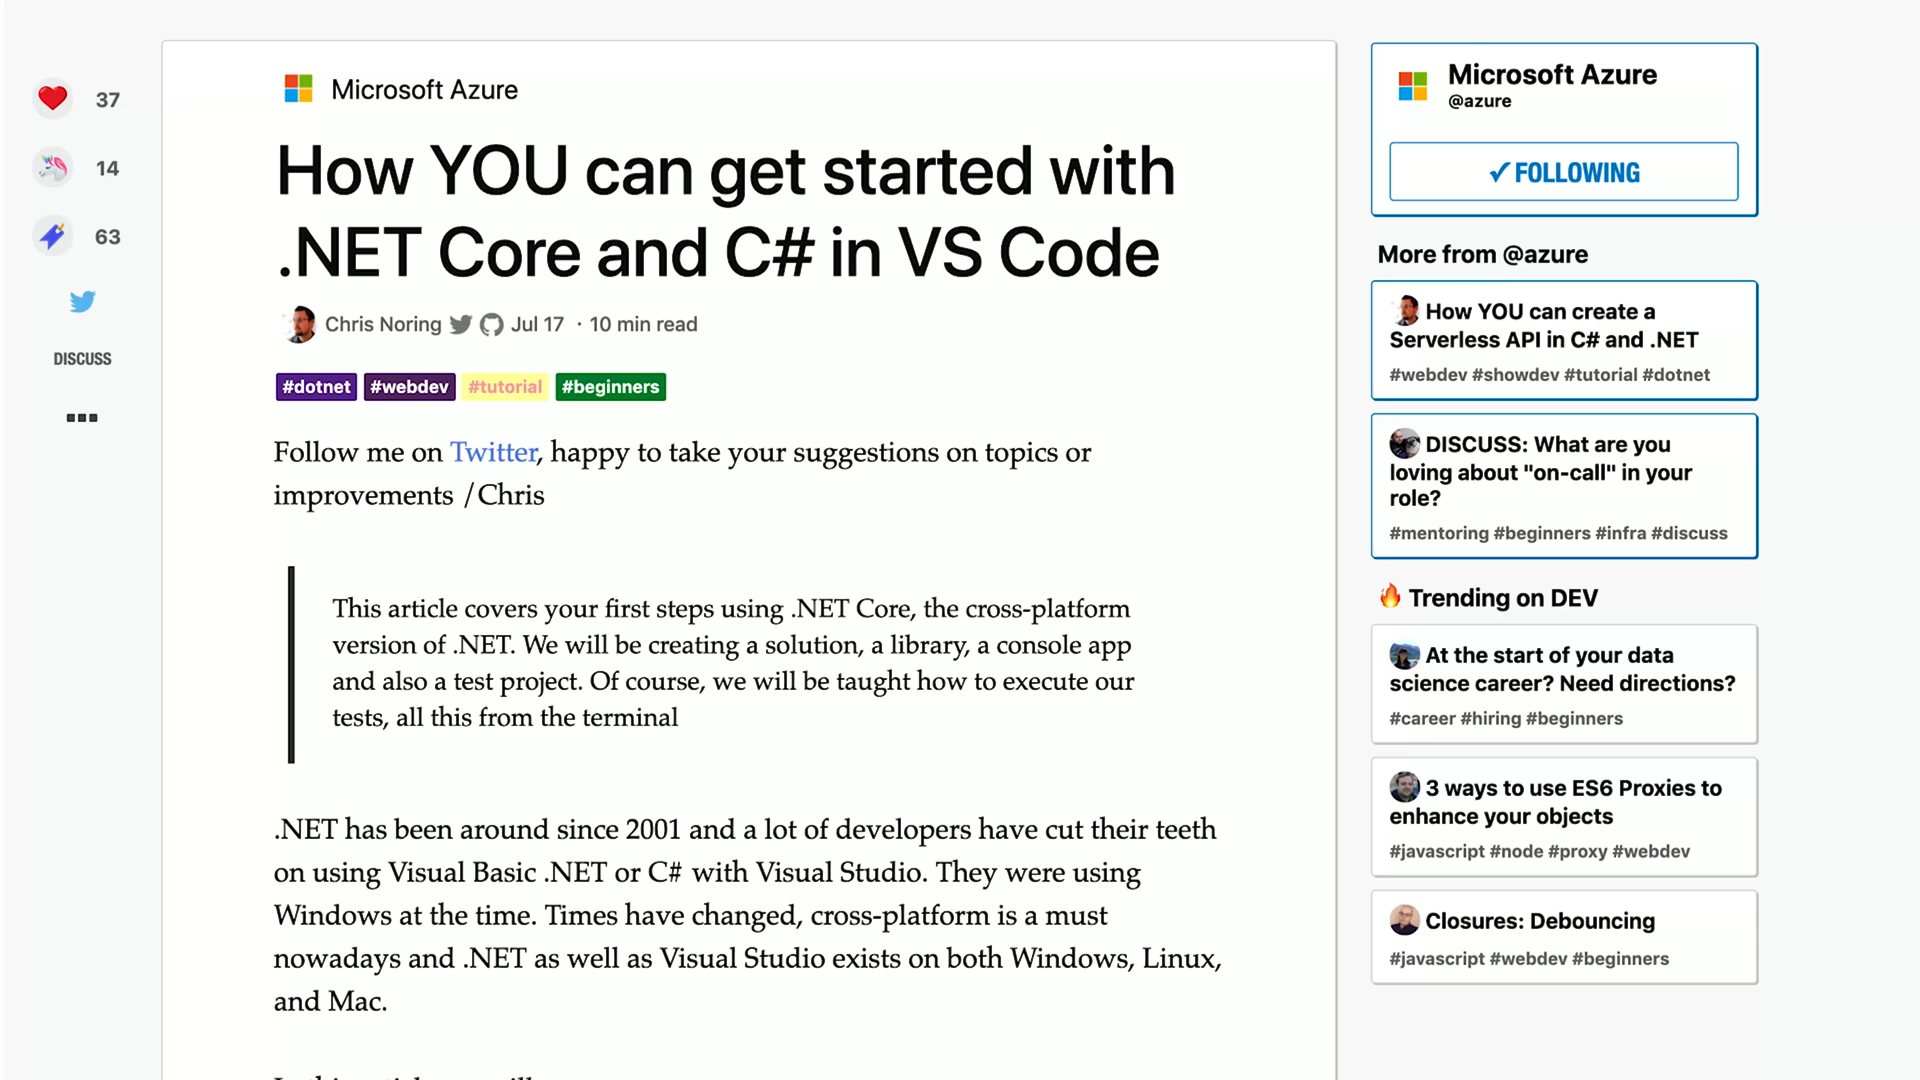 37
14
63
DISCUSS
Microsoft Azure
How YOU can get started with
.NET Core and C# in VS Code
Chris Noring Jul 17 · 10 min read
#dotnet #webdev #tutorial #beginners
Follow me on Twitter, happy to take your suggestions on topics or
improvements /Chris
This article covers your first steps using .NET Core, the cross-platform
version of .NET. We will be creating a solution, a library, a console app
and also a test project. Of course, we will be taught how to execute our
tests, all this from the terminal
.NET has been around since 2001 and a lot of developers have cut their teeth
on using Visual Basic .NET or C# with Visual Studio. They were using
Windows at the time. Times have changed, cross-platform is a must
nowadays and .NET as well as Visual Studio exists on both Windows, Linux,
and Mac.
Microsoft Azure
@azure
✓ FOLLOWING
More from @azure
How YOU can create a
Serverless API in C# and .NET
#webdev #showdev #tutorial #dotnet
DISCUSS: What are you
loving about "on-call" in your
role?
#mentoring #beginners #infra #discuss
Trending on DEV
At the start of your data
science career? Need directions?
#career #hiring #beginners
3 ways to use ES6 Proxies to
enhance your objects
#javascript #node #proxy #webdev
Closures: Debouncing
#javascript #webdev #beginners